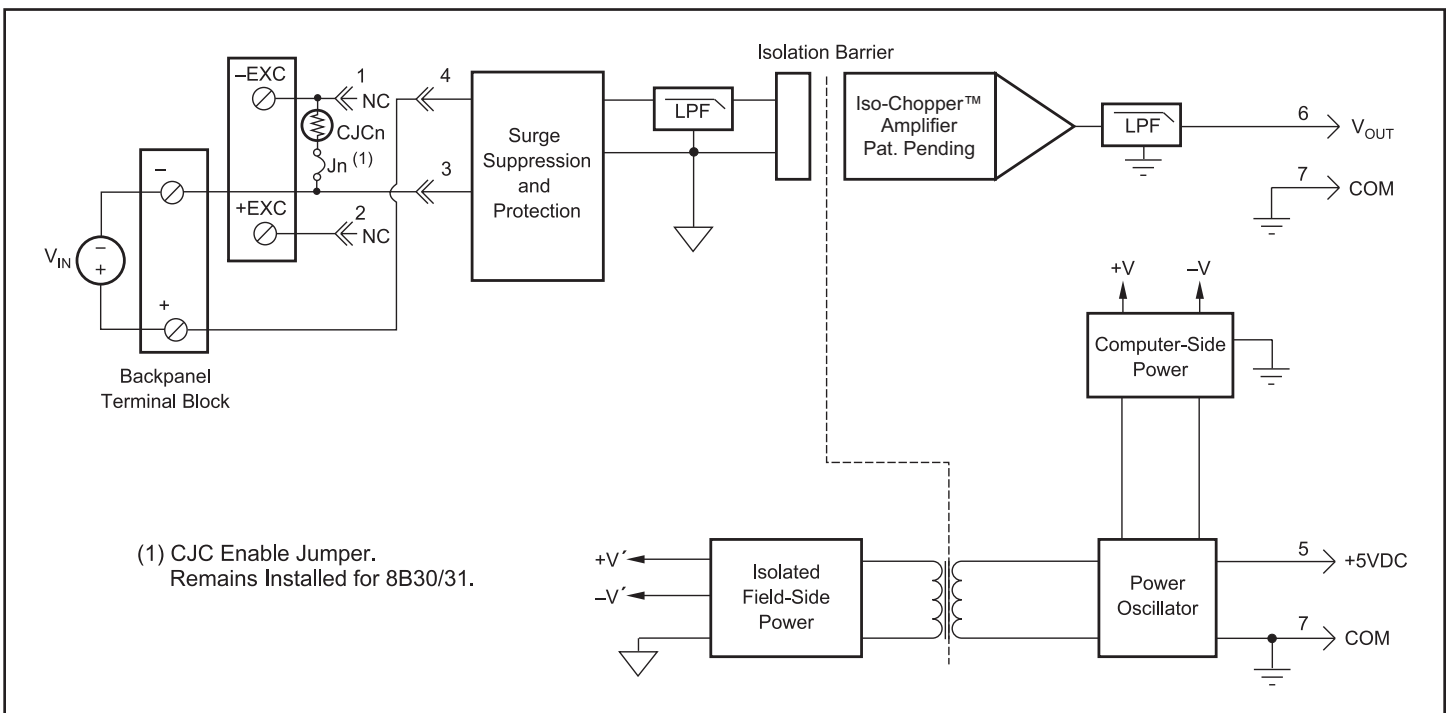 Isolation Barrier
–EXC
1
NC
4
CJCn
Jn (1)
3
–
+EXC
2
NC
VIN
–
+
+
Backpanel
Terminal Block
Surge
Suppression
and
Protection
LPF
Iso-Chopper™
Amplifier
Pat. Pending
LPF
6
VOUT
7
COM
+V
–V
Computer-Side
Power
(1) CJC Enable Jumper.
Remains Installed for 8B30/31.
+V´
–V´
Isolated
Field-Side
Power
Power
Oscillator
5
+5VDC
7
COM